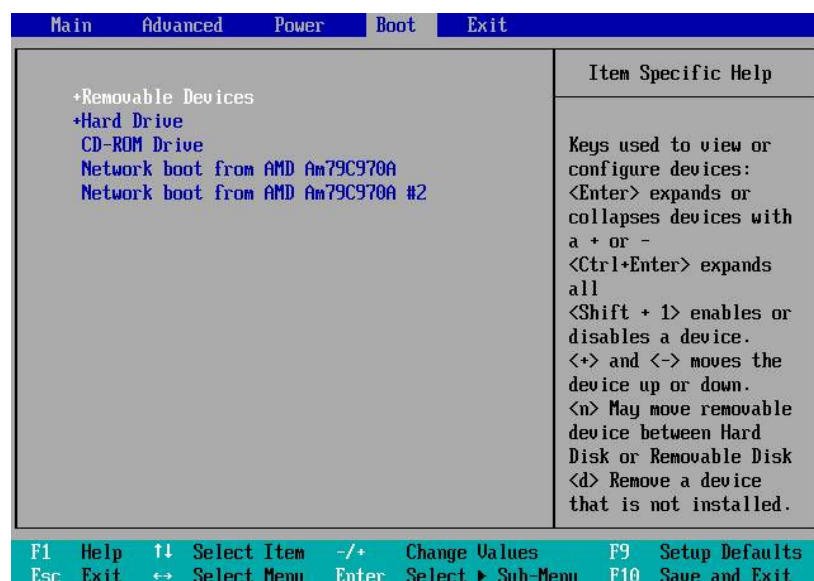 Main Advanced Power Boot Exit
+Removable Devices
+Hard Drive
CD-ROM Drive
Network boot from AMD Am79C970A
Network boot from AMD Am79C970A #2
Item Specific Help
Keys used to view or
configure devices:
<Enter> expands or
collapses devices with
a + or -
<Ctrl+Enter> expands
all
<Shift + 1> enables or
disables a device.
<+> and <-> moves the
device up or down.
<n> May move removable
device between Hard
Disk or Removable Disk
<d> Remove a device
that is not installed.
F1 Help ↑↓ Select Item -/+ Change Values F9 Setup Defaults
Esc Exit ↔ Select Menu Enter Select ▶ Sub-Menu F10 Save and Exit